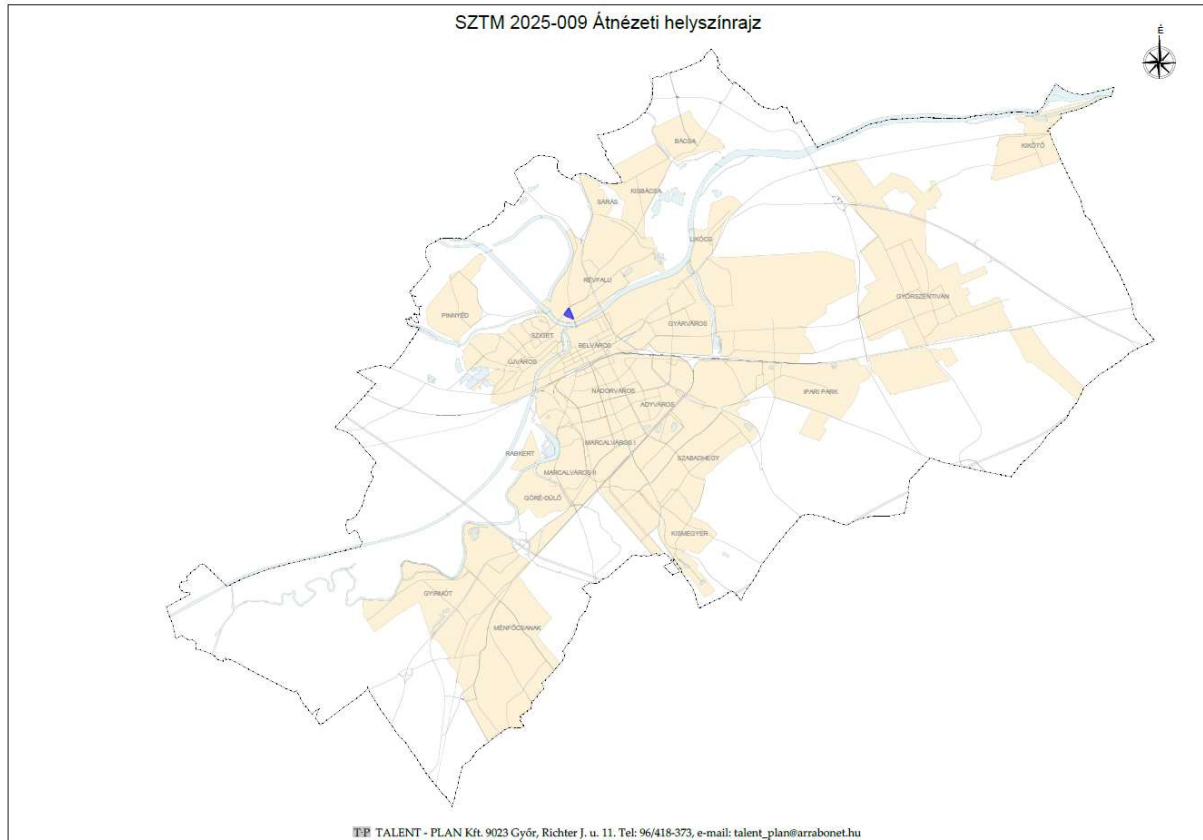 SZTM 2025-009 Átnézeti helyszínrajz
É
BÁCSA
KIKÖTŐ
KISBÁCSA
SÁRÁS
LIKÓCS
RÉVFALU
GYŐRSZENTIVÁN
PINNYÉD
GYÁRVÁROS
SZIGET
BELVÁROS
ÚJVÁROS
NÁDORVÁROS
IPARI PARK
ADYVÁROS
MARCALVÁROS I
RABKERT
SZABADHEGY
MARCALVÁROS II
GORÉ-DŰLŐ
KISMEGYER
GYIRMÓT
MÉNFŐCSANAK
T-P TALENT - PLAN Kft. 9023 Győr, Richter J. u. 11. Tel: 96/418-373, e-mail: talent_plan@arrabonet.hu